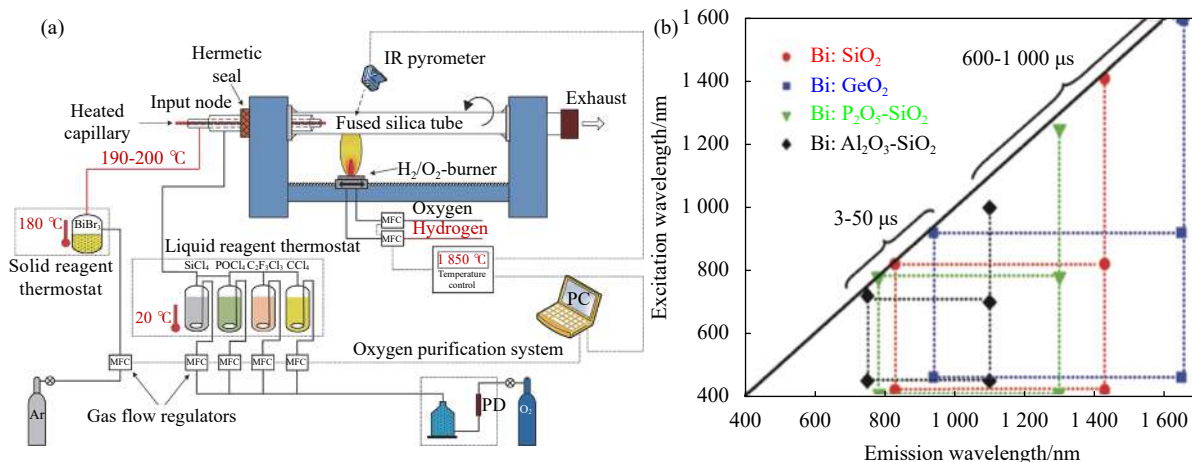 (a)
Hermetic
seal
Input node
Heated
capillary
190-200 ℃
IR pyrometer
Exhaust
Fused silica tube
H₂/O₂-burner
MFC
Oxygen
MFC
Hydrogen
180 ℃
BiBr₃
Solid reagent
thermostat
Liquid reagent thermostat
SiCl₄ POCl₄ C₂F₃Cl₃ CCl₄
20 ℃
1 850 ℃
Temperature
control
PC
Oxygen purification system
MFC MFC MFC MFC MFC
Gas flow regulators
Ar
PD
O₂
(b)
Bi: SiO₂
Bi: GeO₂
Bi: P₂O₅-SiO₂
Bi: Al₂O₃-SiO₂
600-1 000 μs
3-50 μs
Excitation wavelength/nm
1 600
1 400
1 200
1 000
800
600
400
400 600 800 1 000 1 200 1 400 1 600
Emission wavelength/nm